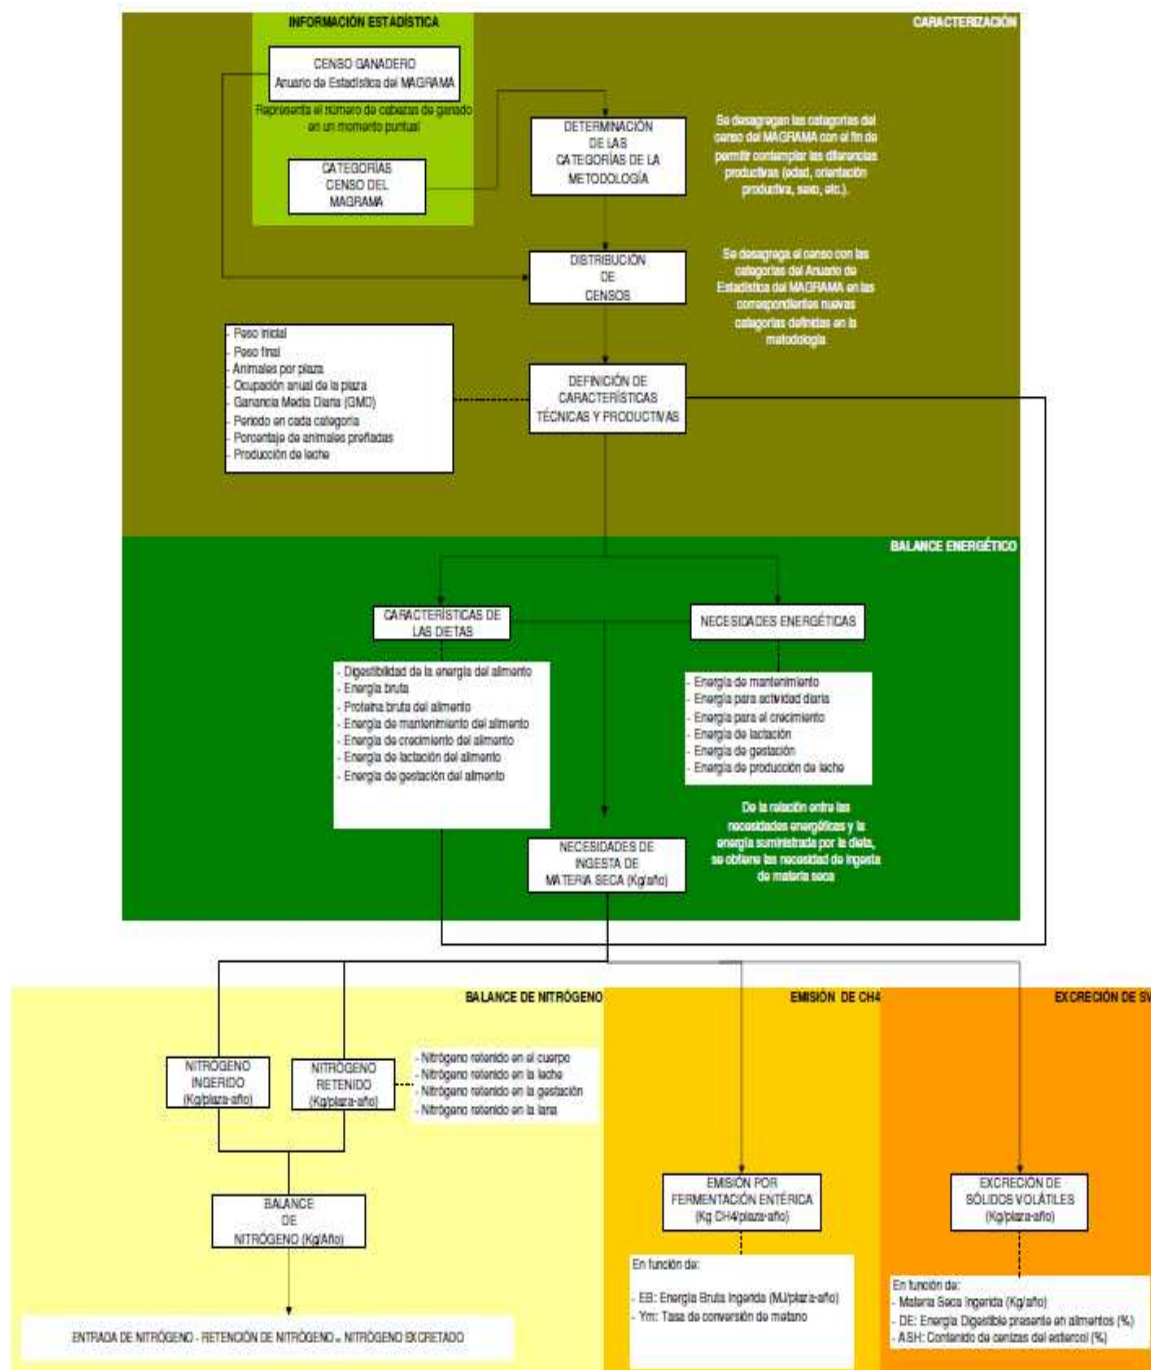 INFORMACIÓN ESTADÍSTICA
CARACTERIZACIÓN
CENSO GANADERO
Anuario de Estadística del MAGRAMA
Representa el número de cabezas de ganado
en un momento puntual
CATEGORÍAS
CENSO DEL
MAGRAMA
DETERMINACIÓN
DE LAS
CATEGORÍAS DE LA
METODOLOGÍA
Se desagregan las categorías del
censo del MAGRAMA con el fin de
permitir contemplar las diferencias
productivas (edad, orientación
productiva, sexo, etc.).
DISTRIBUCIÓN
DE
CENSOS
Se desagrega el censo con las
categorías del Anuario de
Estadística del MAGRAMA en las
correspondientes nuevas
categorías definidas en la
metodología
- Peso inicial
- Peso final
- Animales por plaza
- Ocupación anual de la plaza
- Ganancia Media Diaria (GMD)
- Periodo en cada categoría
- Porcentaje de animales preñadas
- Producción de leche
DEFINICIÓN DE
CARACTERÍSTICAS
TÉCNICAS Y PRODUCTIVAS
BALANCE ENERGÉTICO
CARACTERÍSTICAS DE
LAS DIETAS
- Digestibilidad de la energía del alimento
- Energía bruta
- Proteina bruta del alimento
- Energía de mantenimiento del alimento
- Energía de crecimiento del alimento
- Energía de lactación del alimento
- Energía de gestación del alimento
NECESIDADES ENERGÉTICAS
- Energía de mantenimiento
- Energía para actividad diaria
- Energía para el crecimiento
- Energía de lactación
- Energía de gestación
- Energía de producción de leche
De la relación entre las
necesidades energéticas y la
energía suministrada por la dieta,
se obtiene las necesidad de ingesta
de materia seca
NECESIDADES DE
INGESTA DE
MATERIA SECA (Kg/año)
BALANCE DE NITRÓGENO
NITRÓGENO
INGERIDO
(Kg/plaza-año)
NITRÓGENO
RETENIDO
(Kg/plaza-año)
- Nitrógeno retenido en el cuerpo
- Nitrógeno retenido en la leche
- Nitrógeno retenido en la gestación
- Nitrógeno retenido en la lana
BALANCE
DE
NITRÓGENO (Kg/Año)
ENTRADA DE NITRÓGENO - RETENCIÓN DE NITRÓGENO = NITRÓGENO EXCRETADO
EMISIÓN DE CH4
EMISIÓN POR
FERMENTACIÓN ENTÉRICA
(Kg CH4/plaza-año)
En función de:
- EB: Energía Bruta Ingerida (MJ/plaza-año)
- Ym: Tasa de conversión de metano
EXCRECIÓN DE SV
EXCRECIÓN DE
SÓLIDOS VOLÁTILES
(Kg/plaza-año)
En función de:
- Materia Seca Ingerida (Kg/año)
- DE: Energía Digestible presente en alimentos (%)
- ASH: Contenido de cenizas del estiercol (%)